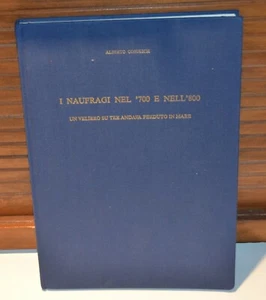 I NAUFRAGI NEL '700 E NELL'800
UN VELIERO SU TRE ANDAVA PERDUTO IN MARE